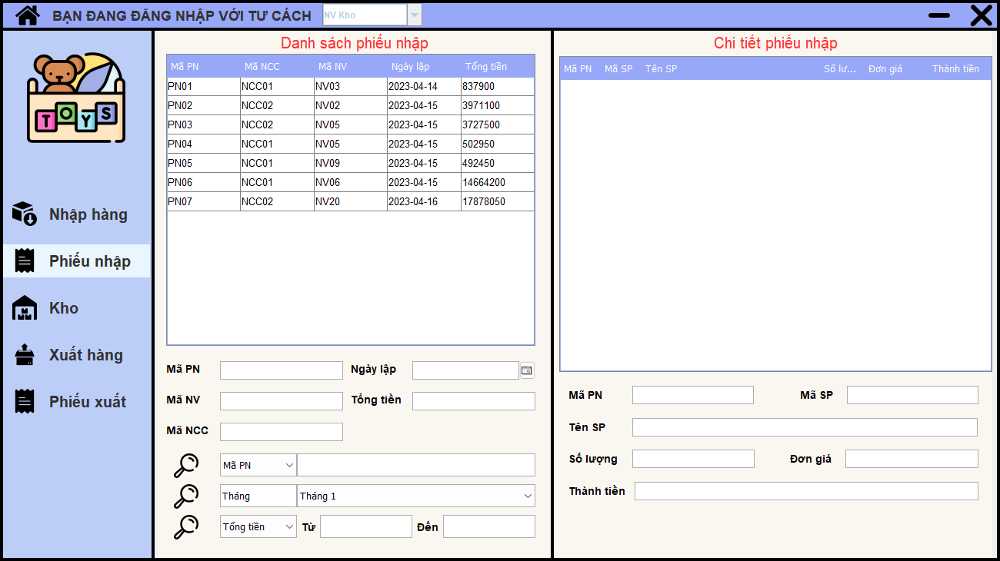 BẠN ĐANG ĐĂNG NHẬP VỚI TƯ CÁCH NV Kho
TOYS
Nhập hàng
Phiếu nhập
Kho
Xuất hàng
Phiếu xuất
Danh sách phiếu nhập
Mã PN Mã NCC Mã NV Ngày lập Tổng tiền
PN01 NCC01 NV03 2023-04-14 837900
PN02 NCC02 NV02 2023-04-15 3971100
PN03 NCC02 NV05 2023-04-15 3727500
PN04 NCC01 NV05 2023-04-15 502950
PN05 NCC01 NV09 2023-04-15 492450
PN06 NCC01 NV06 2023-04-15 14664200
PN07 NCC02 NV20 2023-04-16 17878050
Mã PN Ngày lập
Mã NV Tổng tiền
Mã NCC
Mã PN
Tháng Tháng 1
Tổng tiền Từ Đến
Chi tiết phiếu nhập
Mã PN Mã SP Tên SP Số lư... Đơn giá Thành tiền
Mã PN Mã SP
Tên SP
Số lượng Đơn giá
Thành tiền